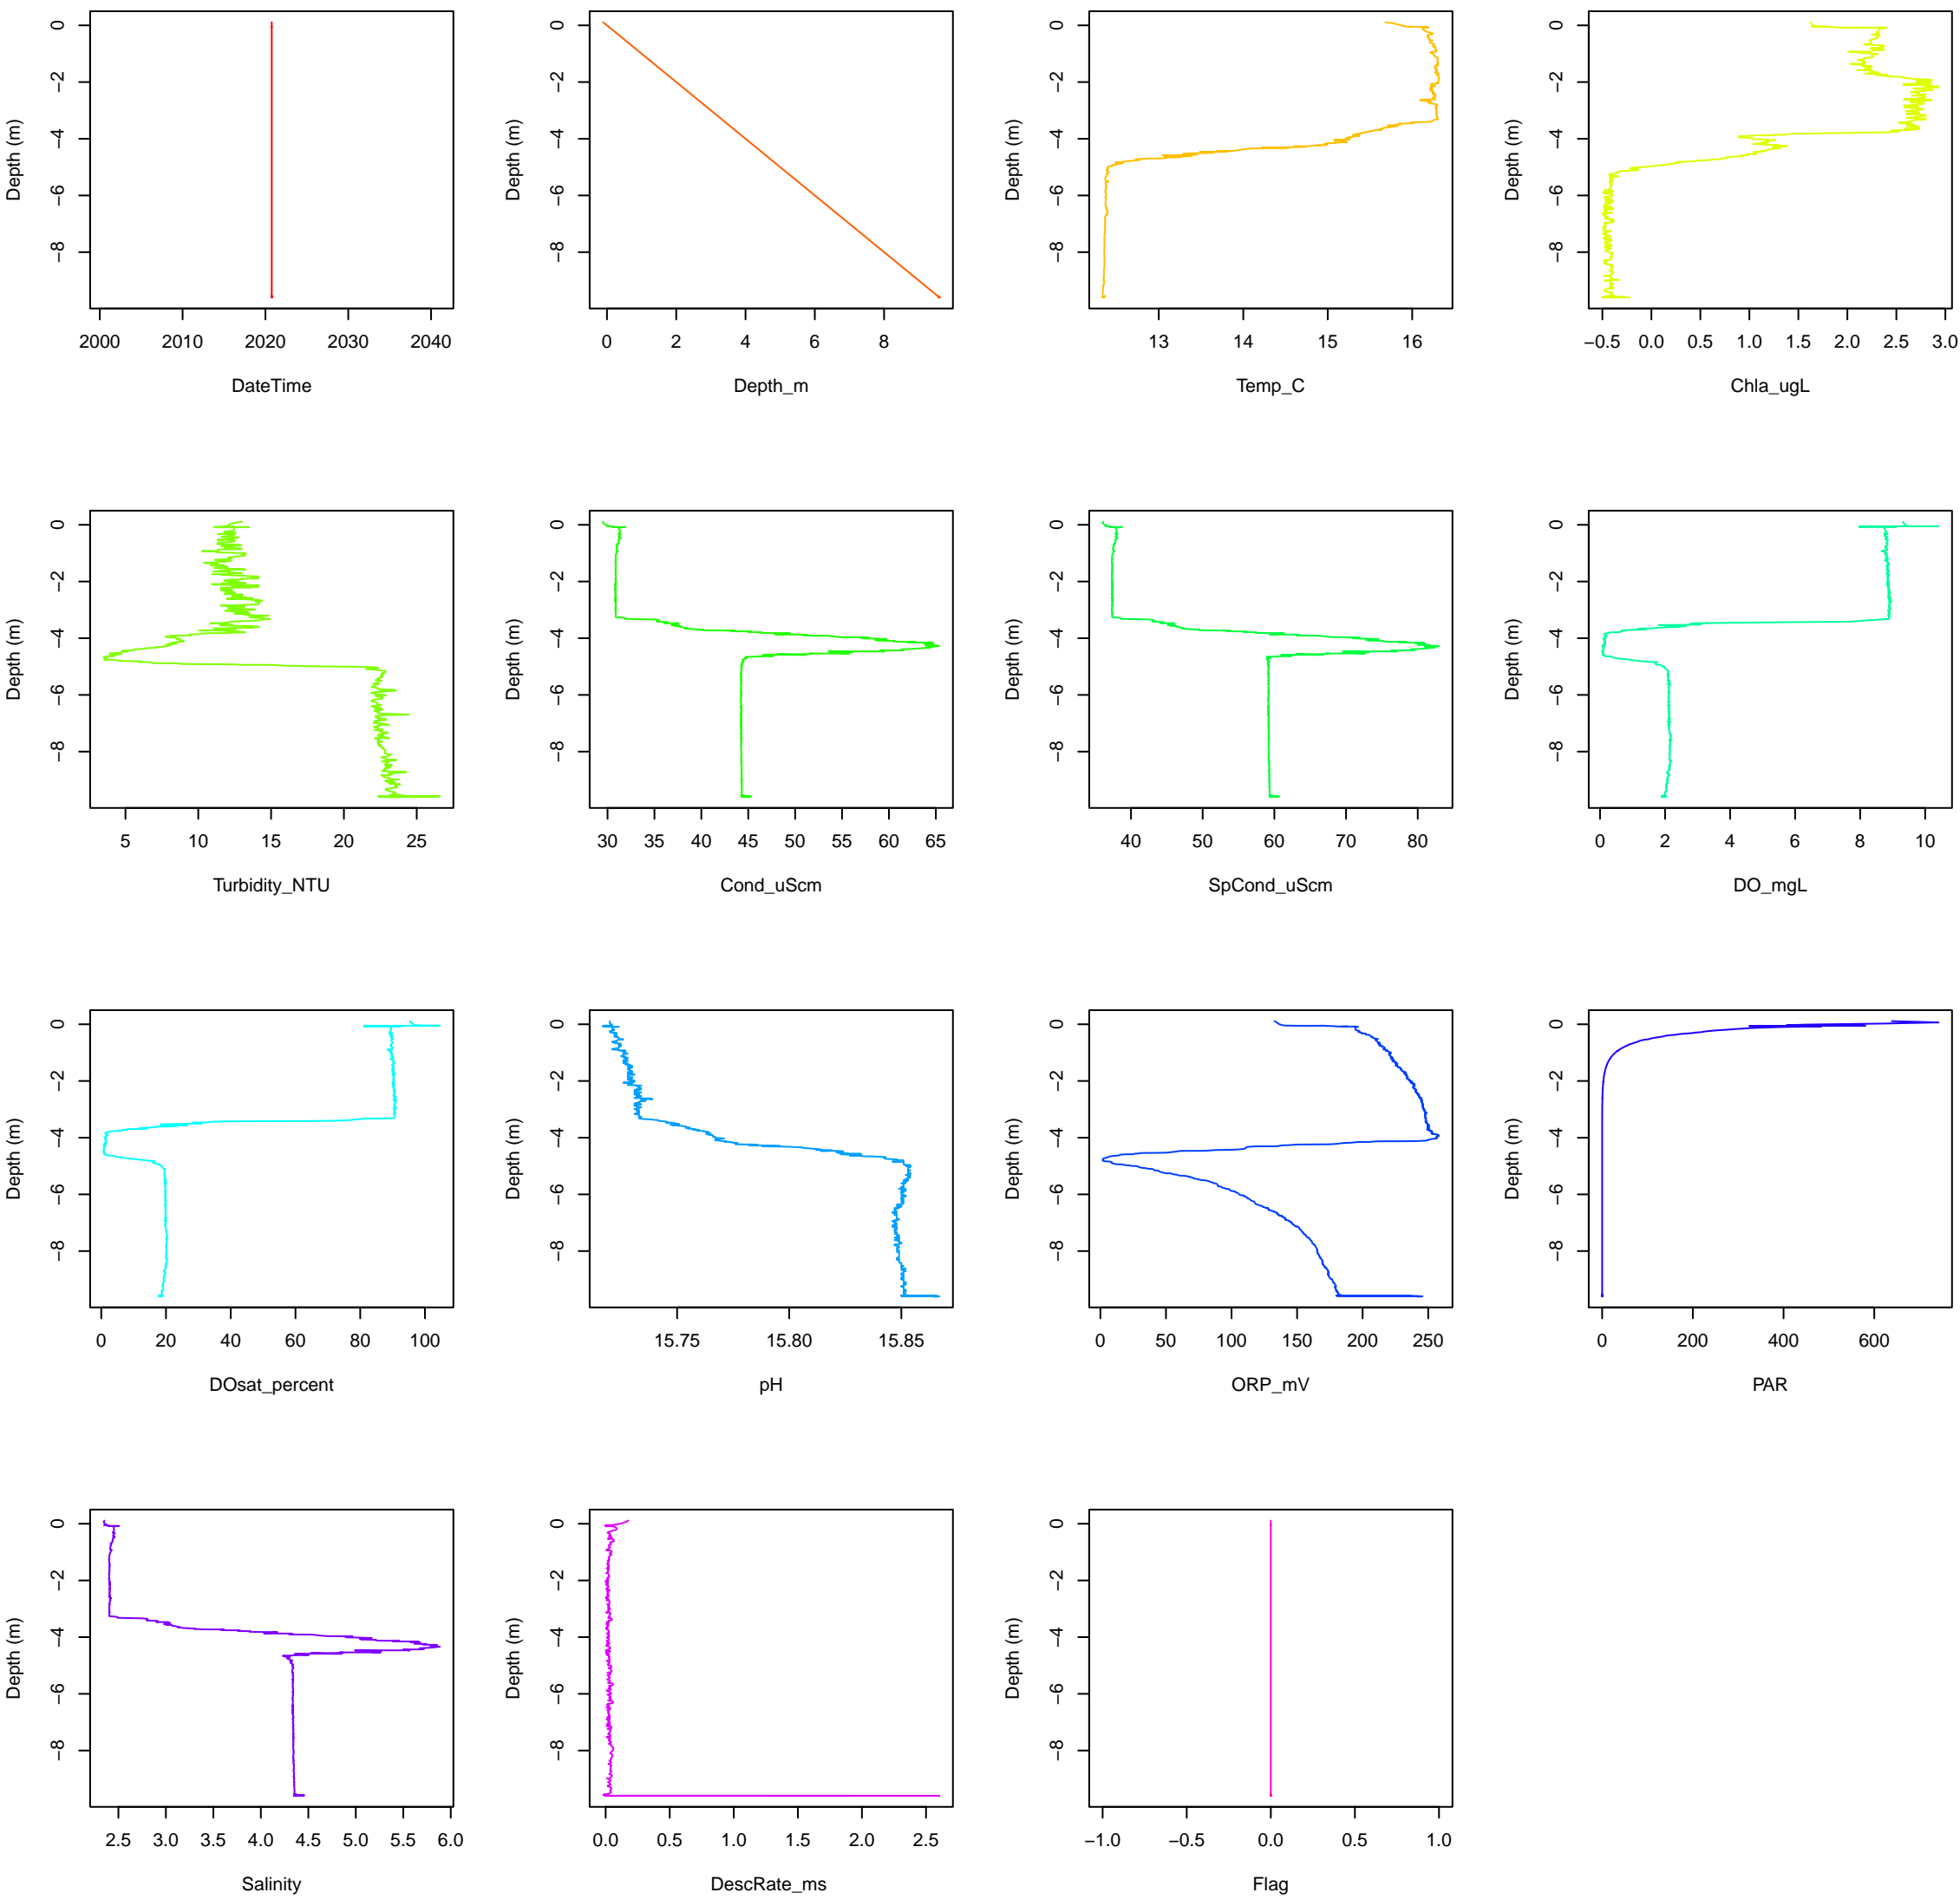 Depth (m)
0
−2
−4
−6
−8
2000 2010 2020 2030 2040
DateTime
Depth (m)
0
−2
−4
−6
−8
0 2 4 6 8
Depth_m
Depth (m)
0
−2
−4
−6
−8
13 14 15 16
Temp_C
Depth (m)
0
−2
−4
−6
−8
−0.5 0.0 0.5 1.0 1.5 2.0 2.5 3.0
Chla_ugL
Depth (m)
0
−2
−4
−6
−8
5 10 15 20 25
Turbidity_NTU
Depth (m)
0
−2
−4
−6
−8
30 35 40 45 50 55 60 65
Cond_uScm
Depth (m)
0
−2
−4
−6
−8
40 50 60 70 80
SpCond_uScm
Depth (m)
0
−2
−4
−6
−8
0 2 4 6 8 10
DO_mgL
Depth (m)
0
−2
−4
−6
−8
0 20 40 60 80 100
DOsat_percent
Depth (m)
0
−2
−4
−6
−8
15.75 15.80 15.85
pH
Depth (m)
0
−2
−4
−6
−8
0 50 100 150 200 250
ORP_mV
Depth (m)
0
−2
−4
−6
−8
0 200 400 600
PAR
Depth (m)
0
−2
−4
−6
−8
2.5 3.0 3.5 4.0 4.5 5.0 5.5 6.0
Salinity
Depth (m)
0
−2
−4
−6
−8
0.0 0.5 1.0 1.5 2.0 2.5
DescRate_ms
Depth (m)
0
−2
−4
−6
−8
−1.0 −0.5 0.0 0.5 1.0
Flag